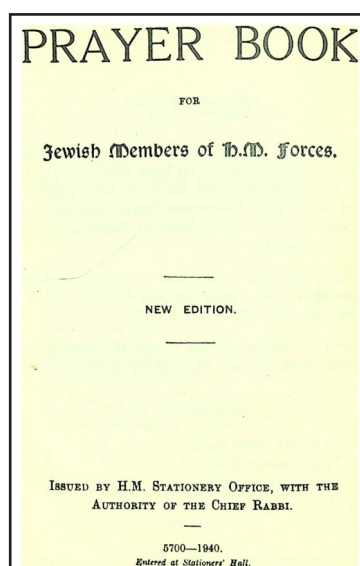 PRAYER BOOK
FOR
Jewish Members of H.M. Forces.
NEW EDITION.
ISSUED BY H.M. STATIONERY OFFICE, WITH THE
AUTHORITY OF THE CHIEF RABBI.
5700—1940.
Entered at Stationers' Hall.